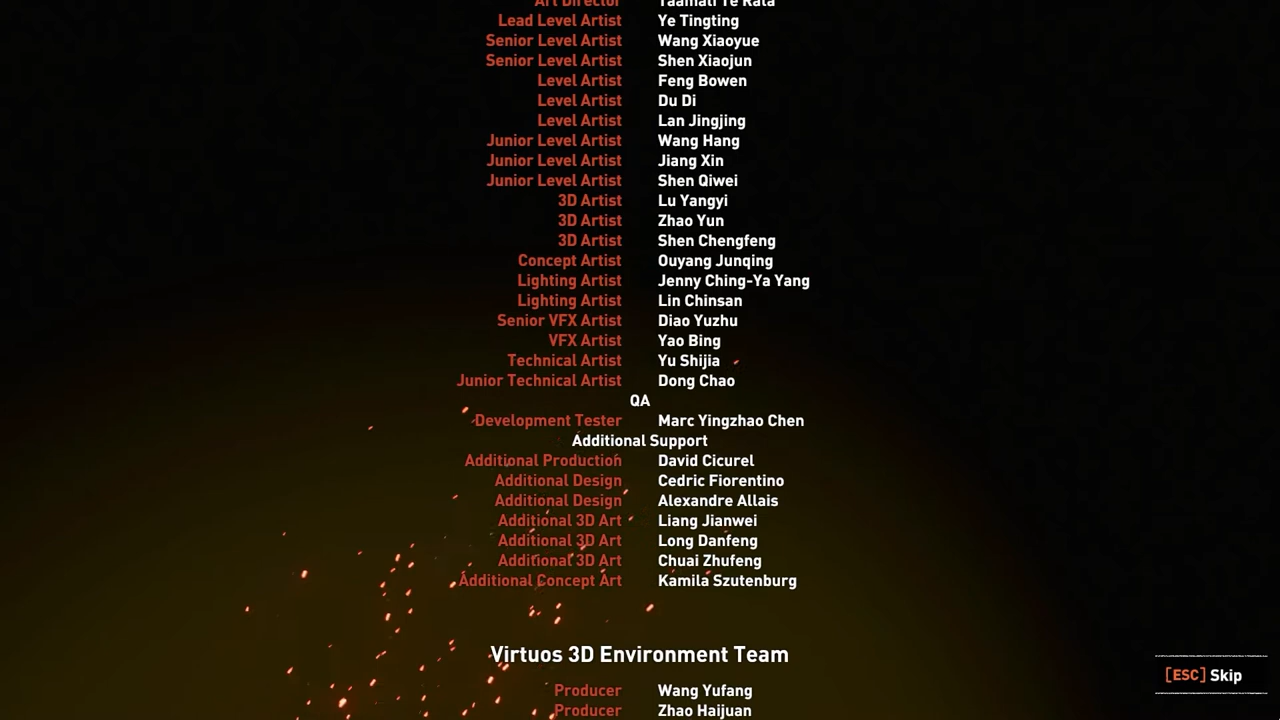 Art Director Taamati Te Rata
Lead Level Artist Ye Tingting
Senior Level Artist Wang Xiaoyue
Senior Level Artist Shen Xiaojun
Level Artist Feng Bowen
Level Artist Du Di
Level Artist Lan Jingjing
Junior Level Artist Wang Hang
Junior Level Artist Jiang Xin
Junior Level Artist Shen Qiwei
3D Artist Lu Yangyi
3D Artist Zhao Yun
3D Artist Shen Chengfeng
Concept Artist Ouyang Junqing
Lighting Artist Jenny Ching-Ya Yang
Lighting Artist Lin Chinsan
Senior VFX Artist Diao Yuzhu
VFX Artist Yao Bing
Technical Artist Yu Shijia
Junior Technical Artist Dong Chao
QA
Development Tester Marc Yingzhao Chen
Additional Support
Additional Production David Cicurel
Additional Design Cedric Fiorentino
Additional Design Alexandre Allais
Additional 3D Art Liang Jianwei
Additional 3D Art Long Danfeng
Additional 3D Art Chuai Zhufeng
Additional Concept Art Kamila Szutenburg
Virtuos 3D Environment Team
Producer Wang Yufang
Producer Zhao Haijuan
[ESC] Skip